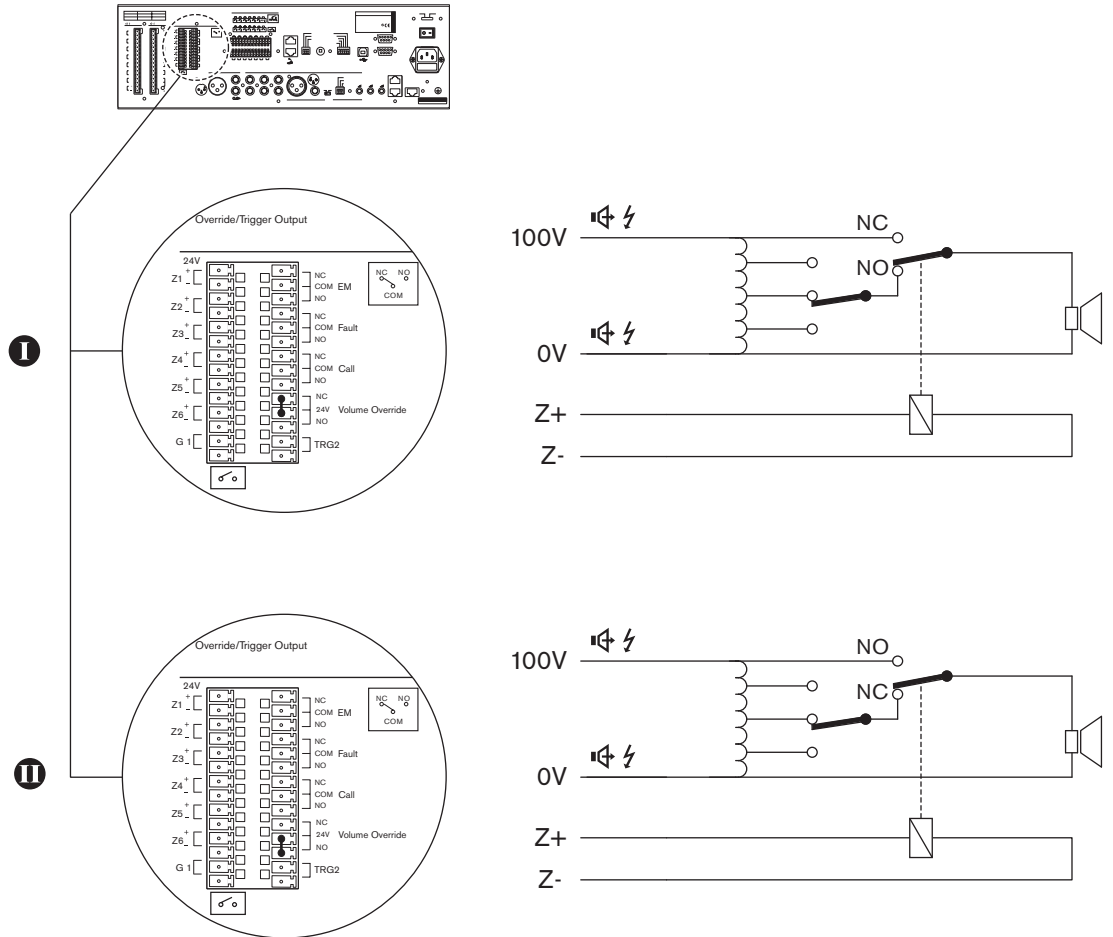 I
Override/Trigger Output
24V
Z1 + -
Z2 + -
Z3 + -
Z4 + -
Z5 + -
Z6 + -
G 1
NC
COM EM
NO
NC
COM Fault
NO
NC
COM Call
NO
NC
24V Volume Override
NO
TRG2
NC NO
COM
100V
NC
NO
0V
Z+
Z-
II
Override/Trigger Output
24V
Z1 + -
Z2 + -
Z3 + -
Z4 + -
Z5 + -
Z6 + -
G 1
NC
COM EM
NO
NC
COM Fault
NO
NC
COM Call
NO
NC
24V Volume Override
NO
TRG2
NC NO
COM
100V
NO
NC
0V
Z+
Z-